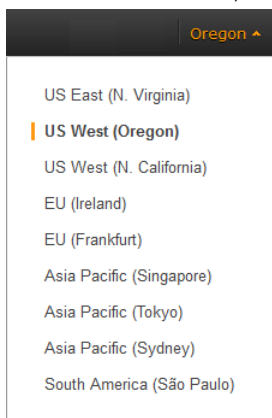 Oregon
US East (N. Virginia)
US West (Oregon)
US West (N. California)
EU (Ireland)
EU (Frankfurt)
Asia Pacific (Singapore)
Asia Pacific (Tokyo)
Asia Pacific (Sydney)
South America (São Paulo)